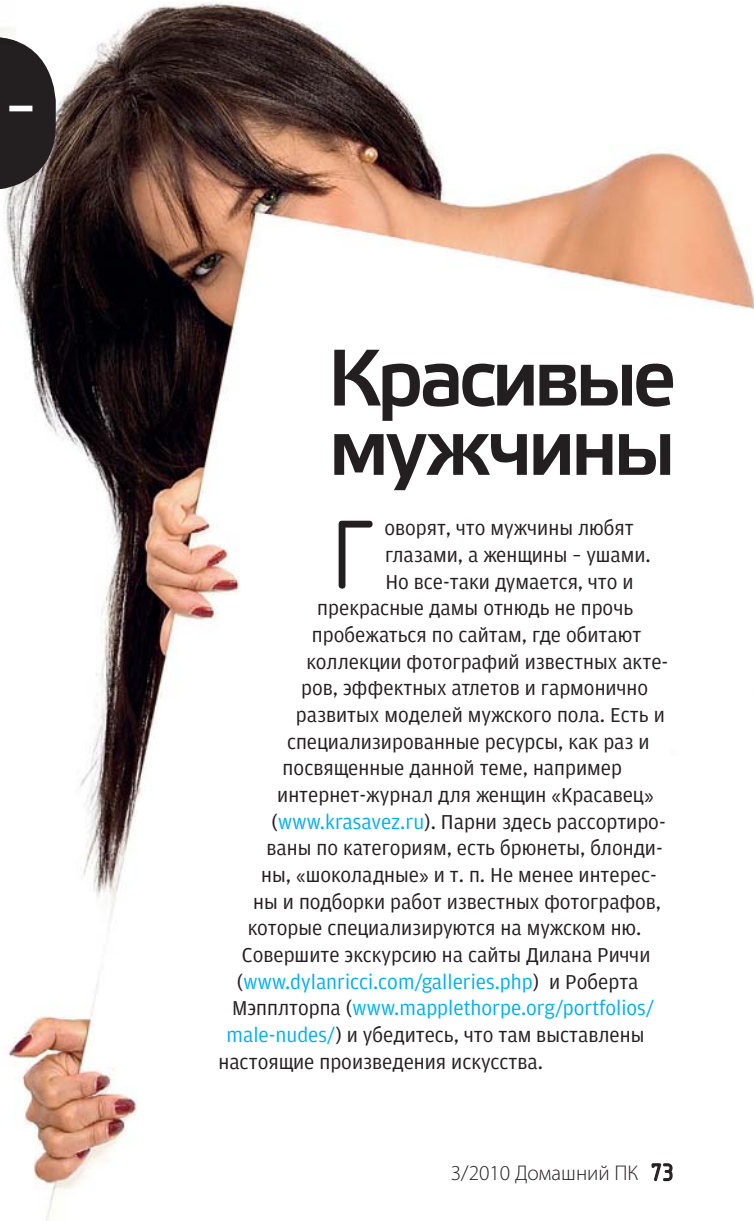 Красивые
мужчины
Говорят, что мужчины любят
глазами, а женщины – ушами.
Но все-таки думается, что и
прекрасные дамы отнюдь не прочь
пробежаться по сайтам, где обитают
коллекции фотографий известных акте-
ров, эффектных атлетов и гармонично
развитых моделей мужского пола. Есть и
специализированные ресурсы, как раз и
посвященные данной теме, например
интернет-журнал для женщин «Красавец»
(www.krasavez.ru). Парни здесь рассортиро-
ваны по категориям, есть брюнеты, блонди-
ны, «шоколадные» и т. п. Не менее интерес-
ны и подборки работ известных фотографов,
которые специализируются на мужском ню.
Совершите экскурсию на сайты Дилана Риччи
(www.dylanricci.com/galleries.php) и Роберта
Мэпплторпа (www.mapplethorpe.org/portfolios/
male-nudes/) и убедитесь, что там выставлены
настоящие произведения искусства.
3/2010 Домашний ПК 73